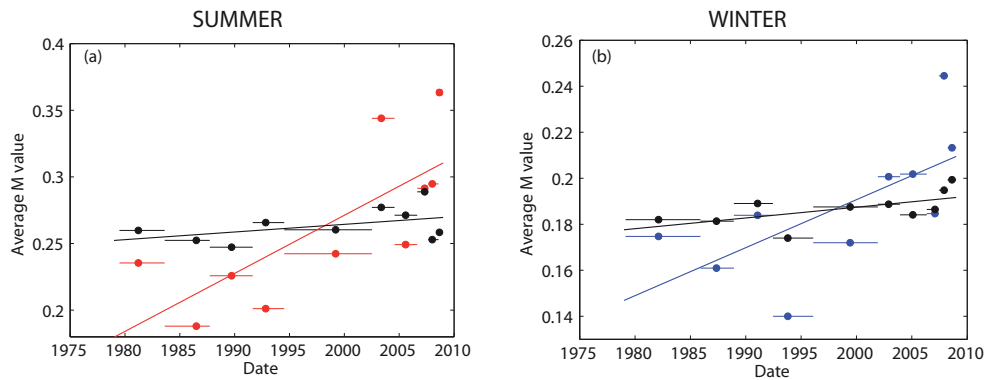 SUMMER
(a)
0.4
0.35
0.3
0.25
0.2
Average M value
1975 1980 1985 1990 1995 2000 2005 2010
Date
WINTER
(b)
0.26
0.24
0.22
0.2
0.18
0.16
0.14
Average M value
1975 1980 1985 1990 1995 2000 2005 2010
Date